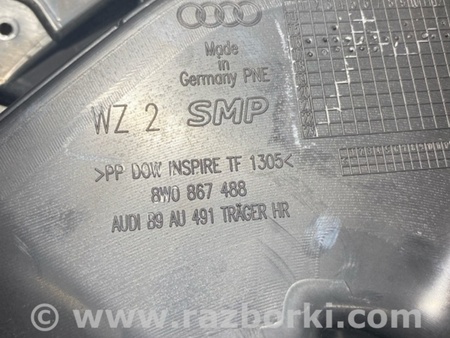 Made in
Germany PNE
WZ 2 SMP
>PP DOW INSPIRE TF 1305<
8W0 867 488
AUDI 89 AU 491 TRÄGER HR
© www.razborki.com